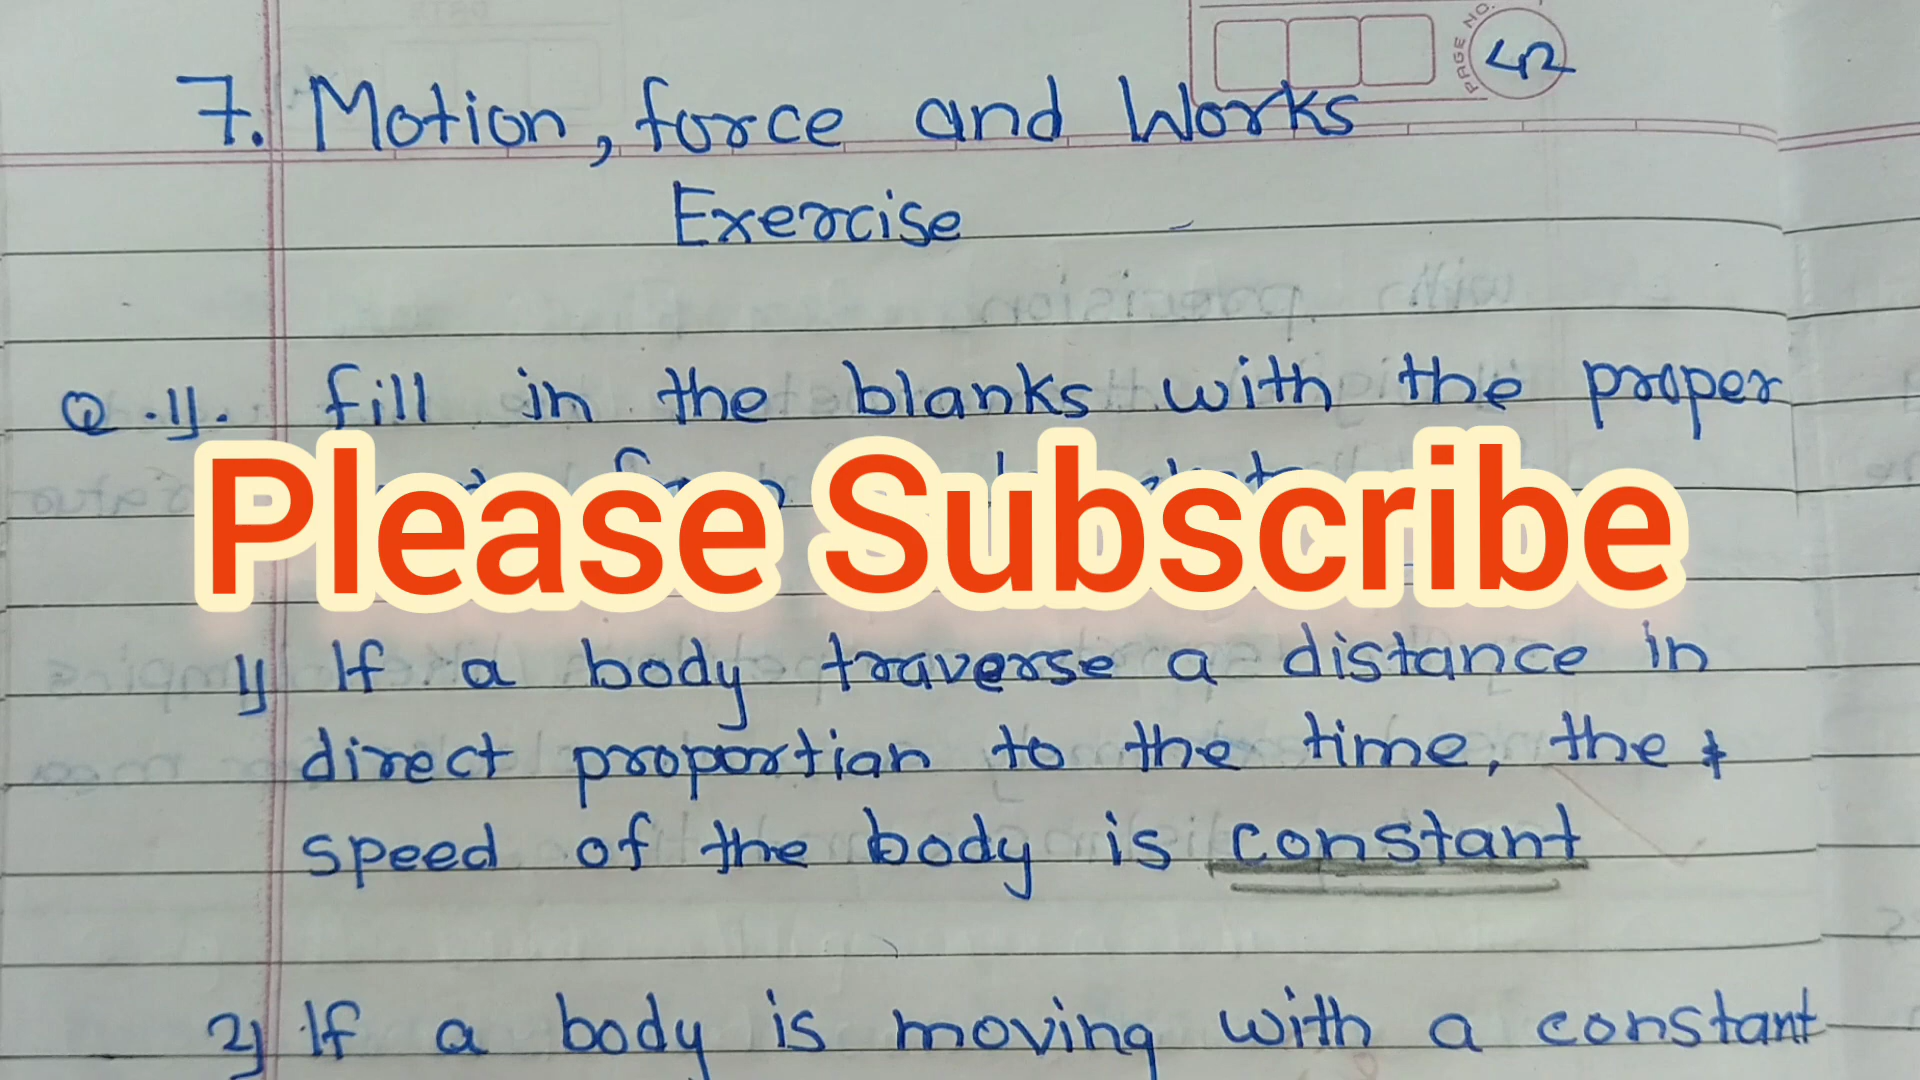 PAGE NO. 42
7. Motion, force and Works
Exercise
Q.1). fill in the blanks with the proper
Please Subscribe
1) If a body traverse a distance in
direct proportian to the time, the
speed of the body is constant
2) If a body is moving with a constant